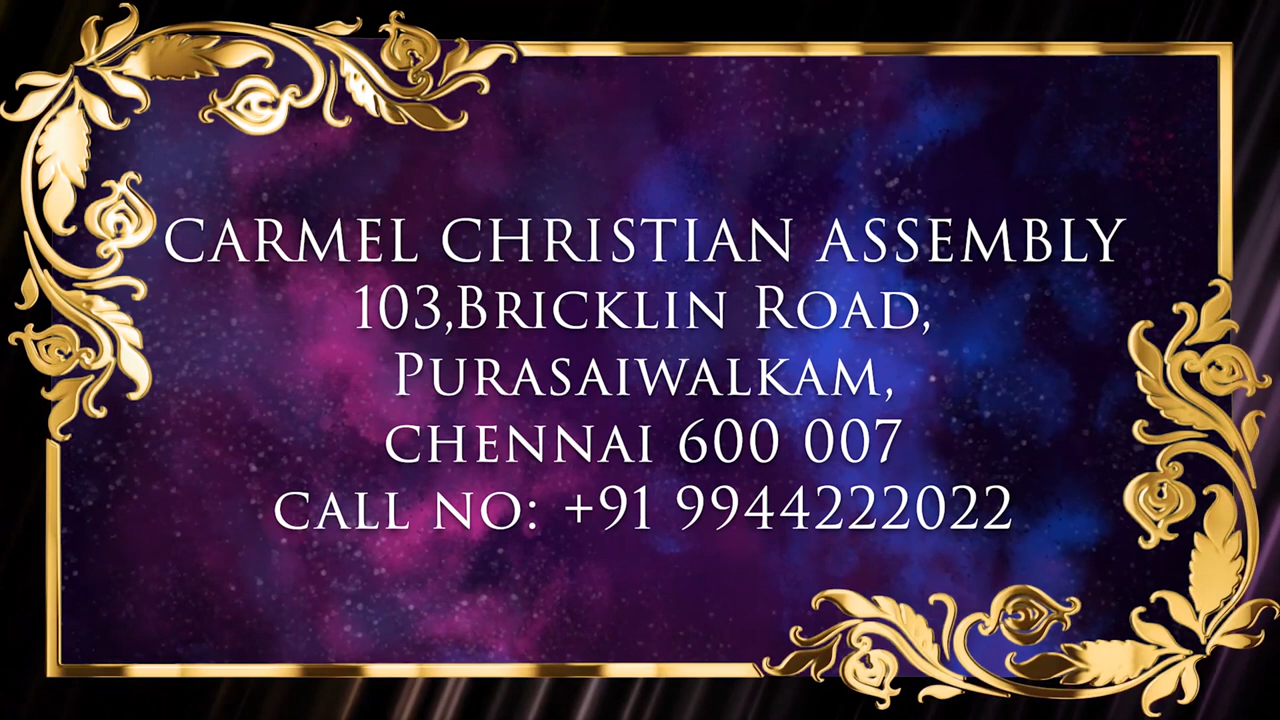 CARMEL CHRISTIAN ASSEMBLY
103,BRICKLIN ROAD,
PURASAIWALKAM,
CHENNAI 600 007
CALL NO: +91 9944222022